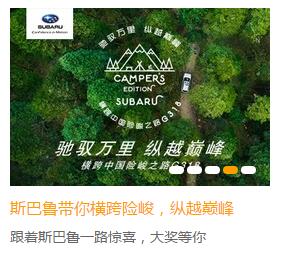 SUBARU
Confidence in Motion
驰驭万里 纵越巅峰
CAMPER'S
EDITION
SUBARU
横跨中国险峻之路G318
驰驭万里 纵越巅峰
横跨中国险峻之路G318
斯巴鲁带你横跨险峻，纵越巅峰
跟着斯巴鲁一路惊喜，大奖等你